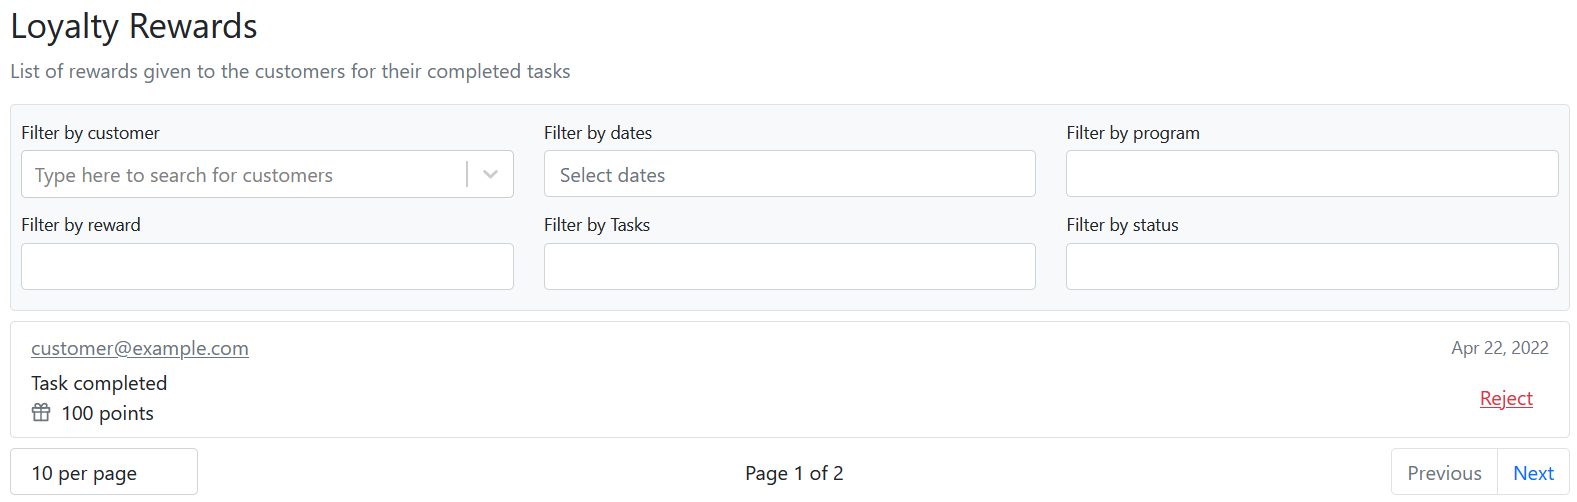 Loyalty Rewards
List of rewards given to the customers for their completed tasks
Filter by customer
Filter by dates
Filter by program
Type here to search for customers
Select dates
Filter by reward
Filter by Tasks
Filter by status
customer@example.com
Apr 22, 2022
Task completed
100 points
Reject
10 per page
Page 1 of 2
Previous
Next